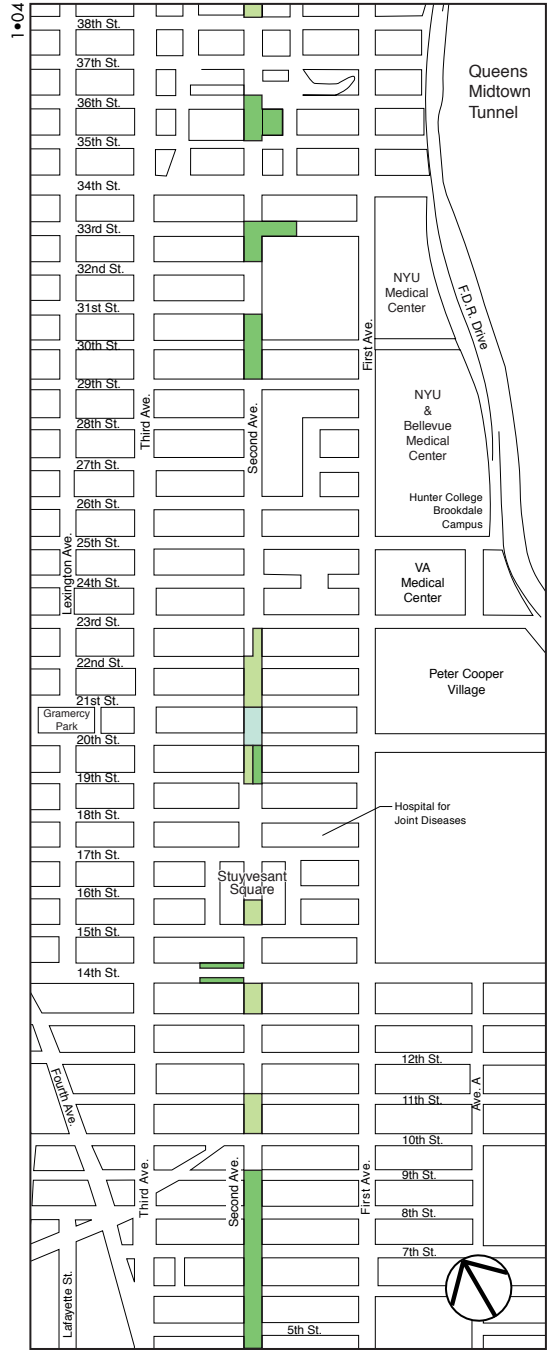 1•04
38th St.
37th St.
36th St.
35th St.
34th St.
33rd St.
32nd St.
31st St.
30th St.
29th St.
28th St.
27th St.
26th St.
25th St.
24th St.
23rd St.
22nd St.
21st St.
Gramercy
Park
20th St.
19th St.
18th St.
17th St.
16th St.
15th St.
14th St.
Queens
Midtown
Tunnel
F.D.R. Drive
NYU
Medical
Center
First Ave.
Third Ave.
Second Ave.
NYU
&
Bellevue
Medical
Center
Hunter College
Brookdale
Campus
Lexington Ave.
VA
Medical
Center
Peter Cooper
Village
Hospital for
Joint Diseases
Stuyvesant
Square
12th St.
11th St.
10th St.
9th St.
8th St.
7th St.
5th St.
Fourth Ave.
Ave. A
Third Ave.
Second Ave.
First Ave.
Lafayette St.